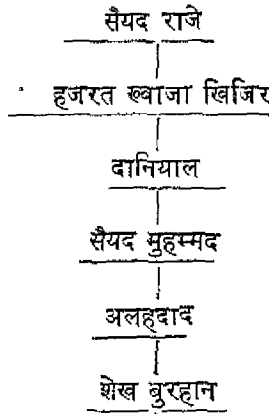 सैयद राजे
हजरत ख्वाजा खिजिर
दानियाल
सैयद मुहम्मद
अलहदाद
शेख बुरहान